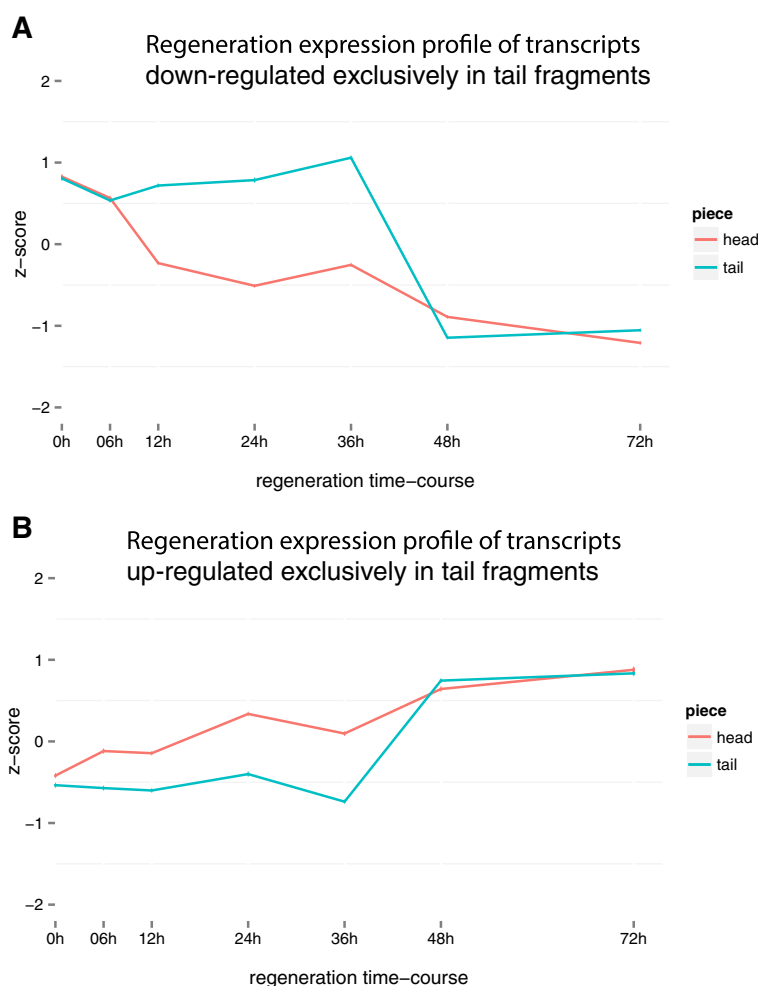 A
Regeneration expression profile of transcripts
down-regulated exclusively in tail fragments
2
1
0
−1
−2
z−score
0h 06h 12h 24h 36h 48h 72h
regeneration time−course
piece
head
tail
B
Regeneration expression profile of transcripts
up-regulated exclusively in tail fragments
2
1
0
−1
−2
z−score
0h 06h 12h 24h 36h 48h 72h
regeneration time−course
piece
head
tail